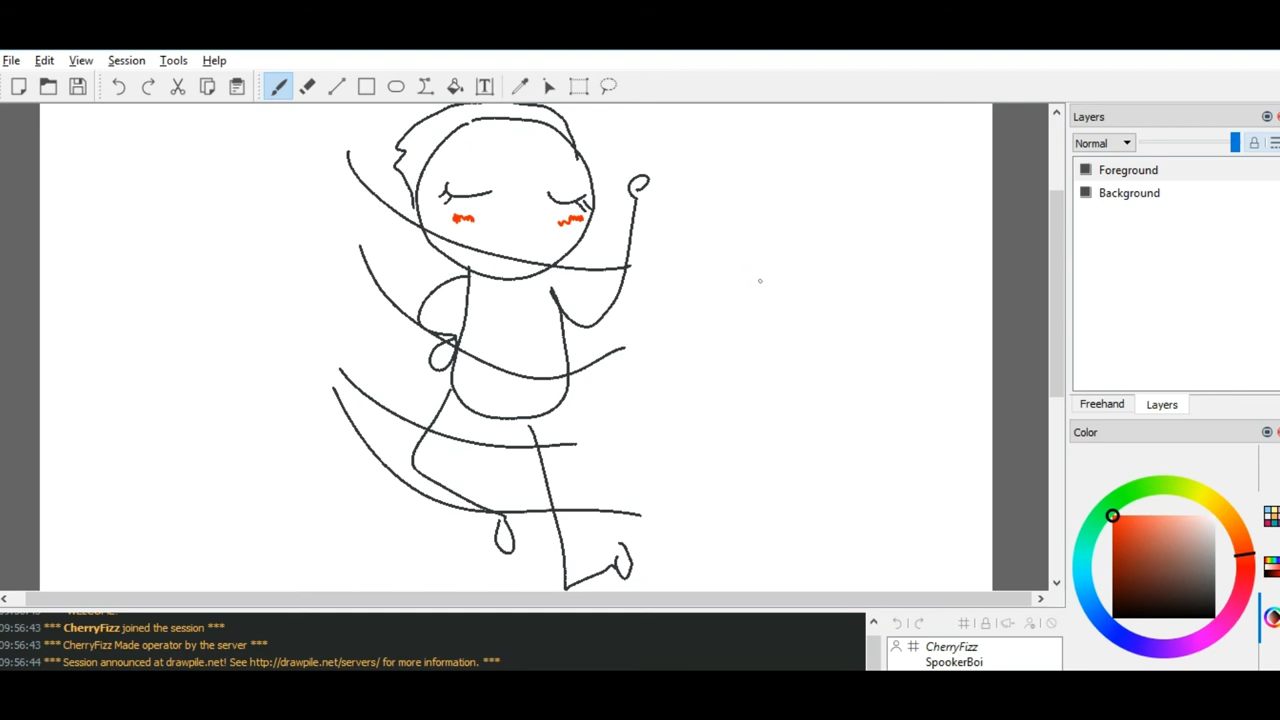 File Edit View Session Tools Help
Layers
Normal
Foreground
Background
Freehand Layers
Color
09:56:43 *** CherryFizz joined the session ***
09:56:43 *** CherryFizz Made operator by the server ***
09:56:44 *** Session announced at drawpile.net! See http://drawpile.net/servers/ for more information. ***
CherryFizz
SpookerBoi